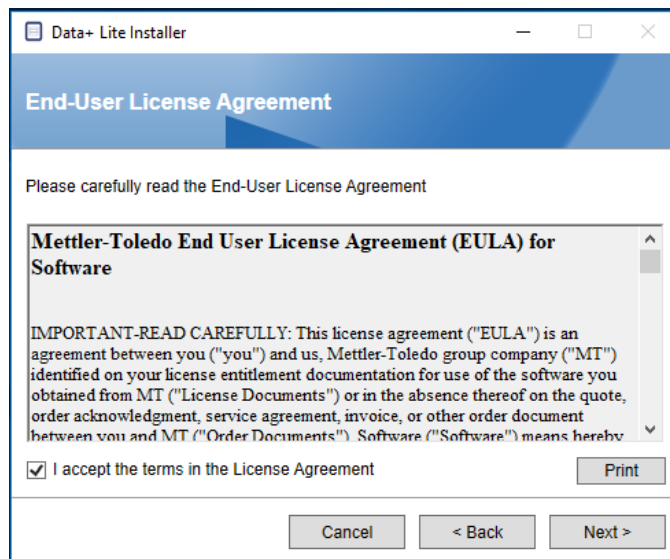 Data+ Lite Installer
End-User License Agreement
Please carefully read the End-User License Agreement
Mettler-Toledo End User License Agreement (EULA) for
Software
IMPORTANT-READ CAREFULLY: This license agreement ("EULA") is an
agreement between you ("you") and us, Mettler-Toledo group company ("MT")
identified on your license entitlement documentation for use of the software you
obtained from MT ("License Documents") or in the absence thereof on the quote,
order acknowledgment, service agreement, invoice, or other order document
between you and MT ("Order Documents"). Software ("Software") means hereby
I accept the terms in the License Agreement
Print
Cancel
< Back
Next >